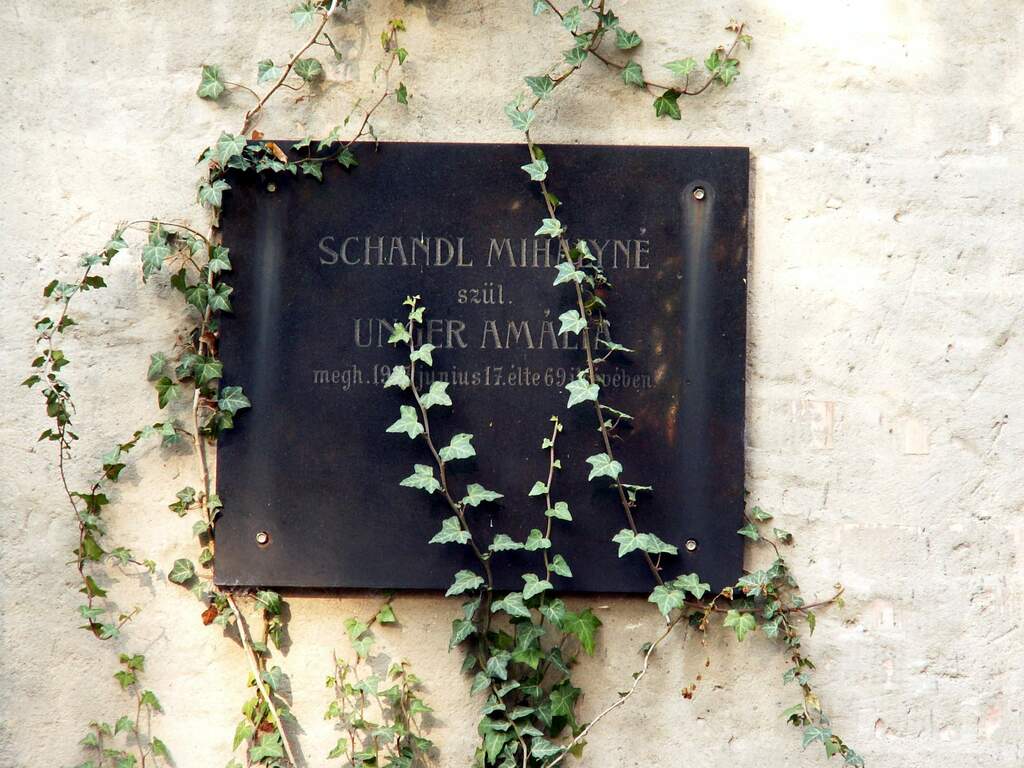 SCHANDL MIHÁLYNÉ
szül.
UNGER AMÁLIA
megh. junius 17. élte 69 évében.